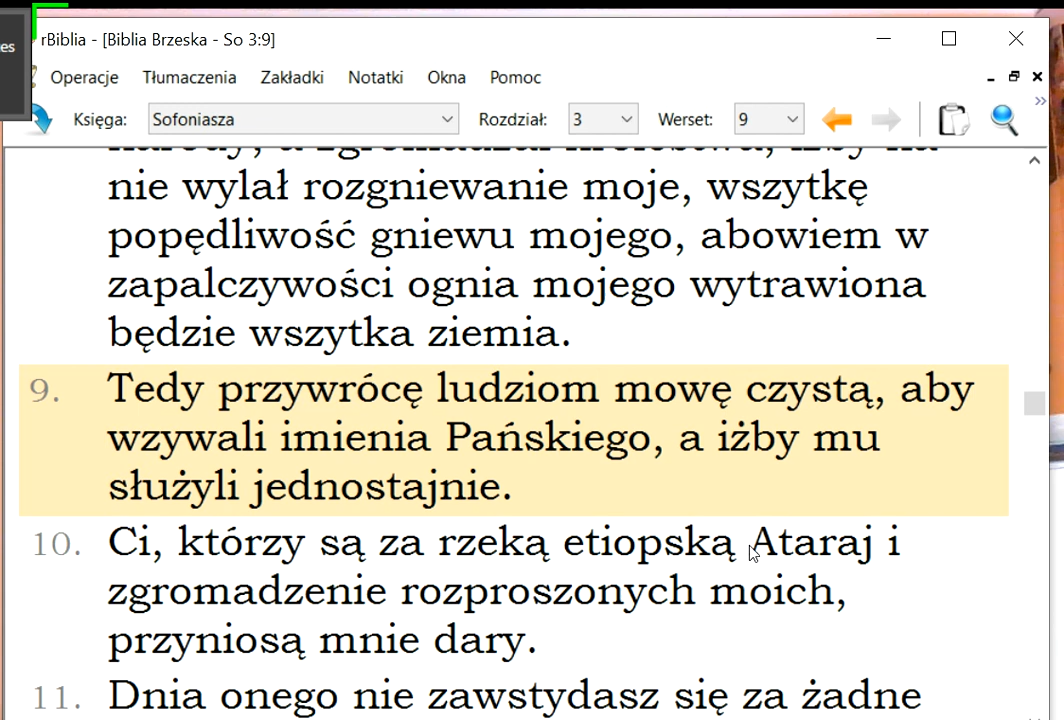 es
rBiblia - [Biblia Brzeska - So 3:9]
Operacje Tłumaczenia Zakładki Notatki Okna Pomoc
Księga: Sofoniasza Rozdział: 3 Werset: 9
nie wylał rozgniewanie moje, wszytkę
popędliwość gniewu mojego, abowiem w
zapalczywości ognia mojego wytrawiona
będzie wszytka ziemia.
9. Tedy przywrócę ludziom mowę czystą, aby
wzywali imienia Pańskiego, a iżby mu
służyli jednostajnie.
10. Ci, którzy są za rzeką etiopską Ataraj i
zgromadzenie rozproszonych moich,
przyniosą mnie dary.
11. Dnia onego nie zawstydasz się za żadne